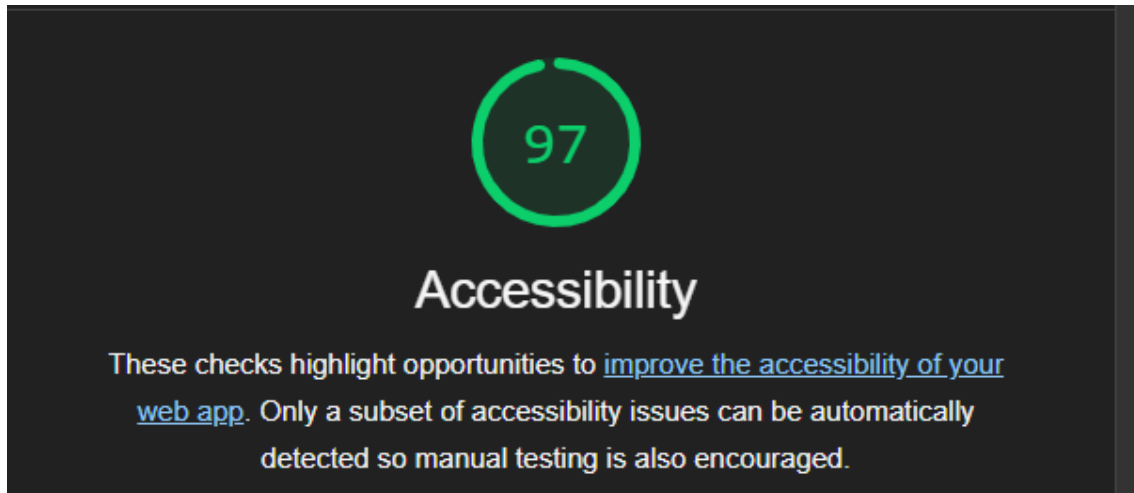 97
Accessibility
These checks highlight opportunities to improve the accessibility of your
web app. Only a subset of accessibility issues can be automatically
detected so manual testing is also encouraged.